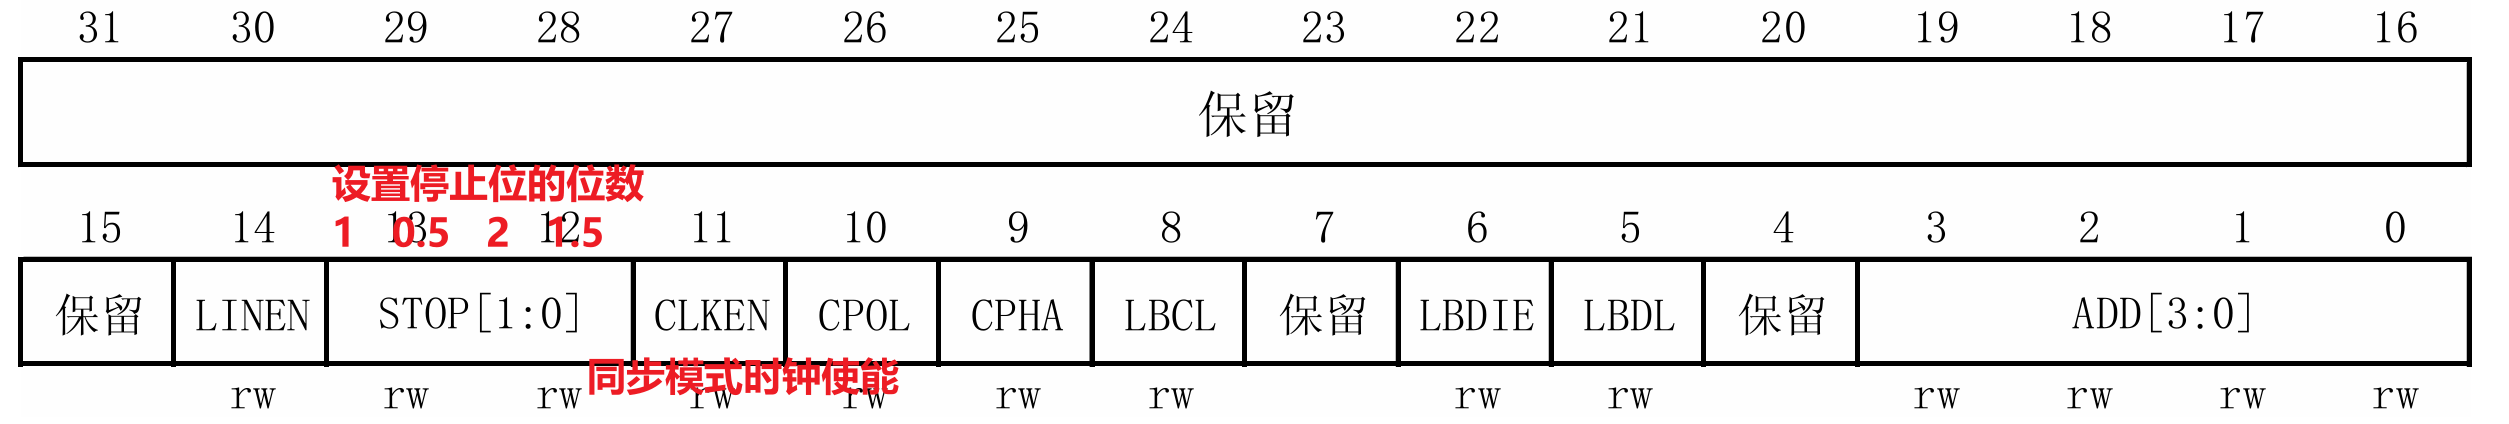 31 30 29 28 27 26 25 24 23 22 21 20 19 18 17 16
保留
设置停止位的位数
15 14 13 12 11 10 9 8 7 6 5 4 3 2 1 0
1 0.5 2 1.5
保留 LINEN STOP[1:0] CLKEN CPOL CPHA LBCL 保留 LBDIE LBDL 保留 ADD[3:0]
同步模式时钟使能
rw rw rw rw rw rw rw rw rw rw rw rw rw